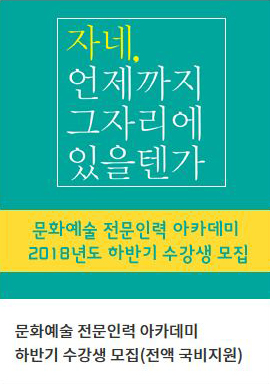 자네,
언제까지
그자리에
있을텐가
문화예술 전문인력 아카데미
2018년도 하반기 수강생 모집
문화예술 전문인력 아카데미
하반기 수강생 모집(전액 국비지원)